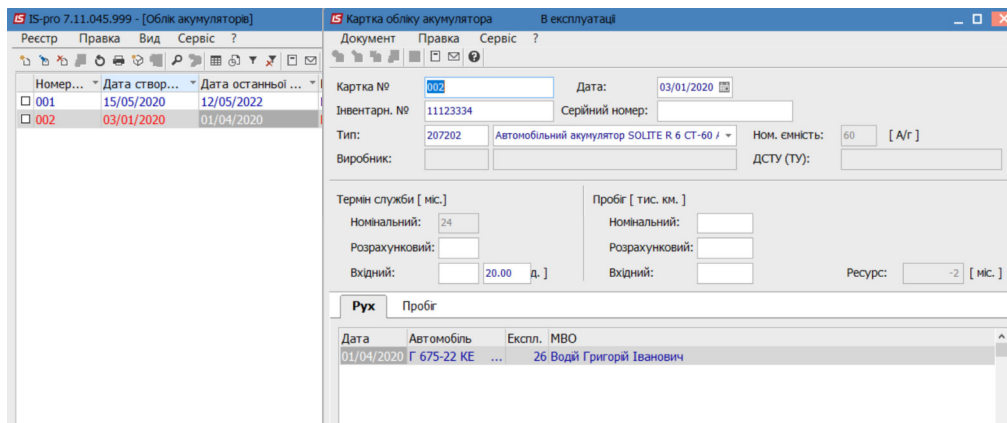 IS-pro 7.11.045.999 - [Облік акумуляторів]
Реєстр Правка Вид Сервіс ?
Номер... Дата створ... Дата останньої ...
001 15/05/2020 12/05/2022
002 03/01/2020 01/04/2020
Картка обліку акумулятора В експлуатації
Документ Правка Сервіс ?
Картка № 002 Дата: 03/01/2020
Інвентарн. № 11123334 Серійний номер:
Тип: 207202 Автомобільний акумулятор SOLITE R 6 СТ-60 Ном. ємність: 60 [ А/г ]
Виробник: ДСТУ (ТУ):
Термін служби [ міс.] Пробіг [ тис. км. ]
Номінальний: 24 Номінальний:
Розрахунковий: Розрахунковий:
Вхідний: 20.00 д. ] Вхідний: Ресурс: -2 [ міс. ]
Рух Пробіг
Дата Автомобіль Експл. МВО
01/04/2020 Г 675-22 КЕ ... 26 Водій Григорій Іванович